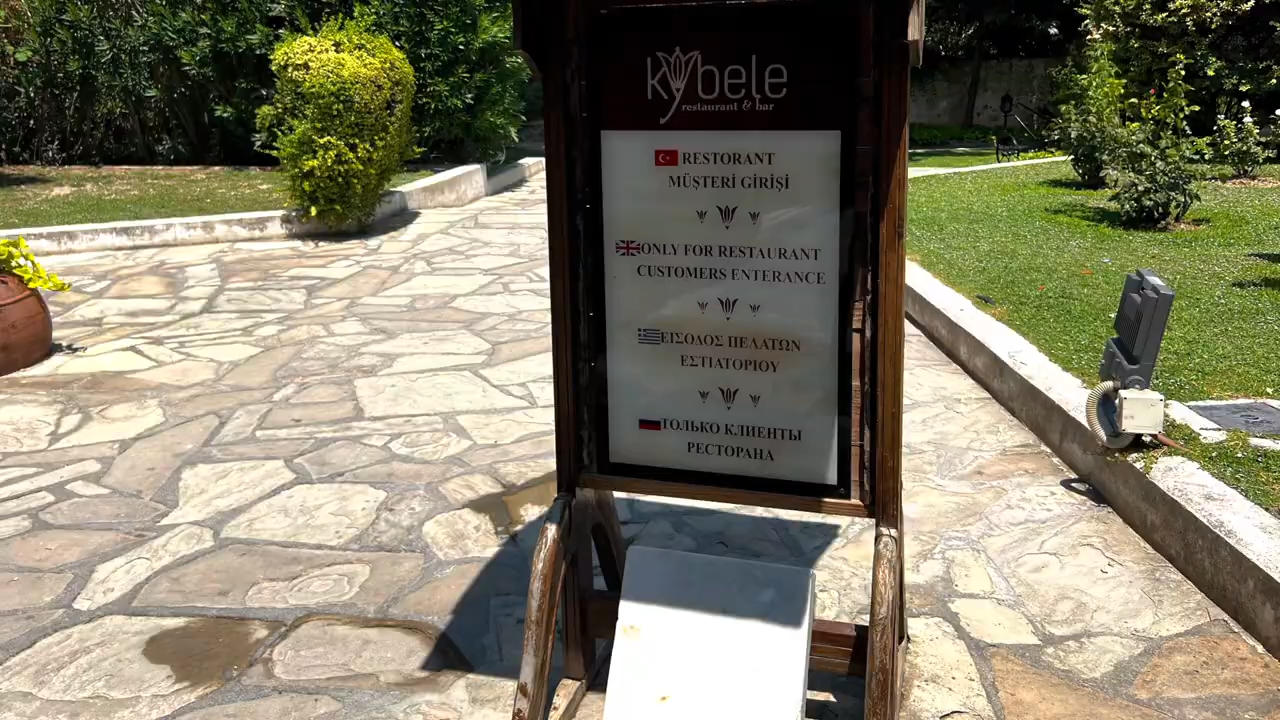 kybele
restaurant & bar
RESTORANT
MÜŞTERİ GİRİŞİ
ONLY FOR RESTAURANT
CUSTOMERS ENTERANCE
ΕΙΣΟΔΟΣ ΠΕΛΑΤΩΝ
ΕΣΤΙΑΤΟΡΙΟΥ
ТОЛЬКО КЛИЕНТЫ
РЕСТОРАНА